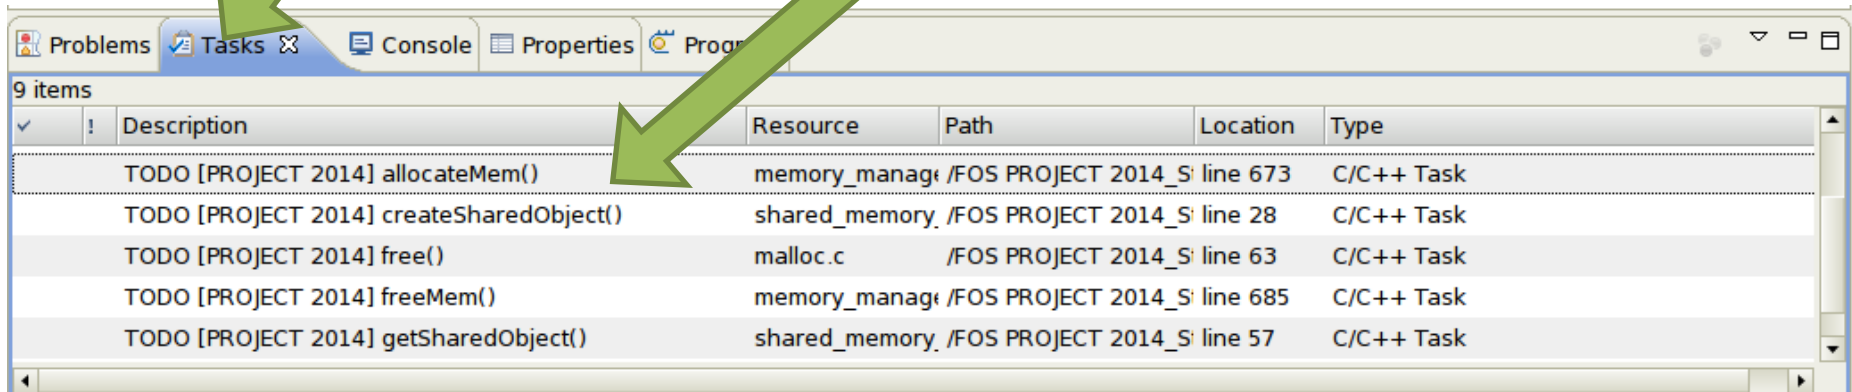 Problems Tasks Console Properties
9 items
! Description Resource Path Location Type
TODO [PROJECT 2014] allocateMem() memory_manage /FOS PROJECT 2014_S line 673 C/C++ Task
TODO [PROJECT 2014] createSharedObject() shared_memory_ /FOS PROJECT 2014_S line 28 C/C++ Task
TODO [PROJECT 2014] free() malloc.c /FOS PROJECT 2014_S line 63 C/C++ Task
TODO [PROJECT 2014] freeMem() memory_manage /FOS PROJECT 2014_S line 685 C/C++ Task
TODO [PROJECT 2014] getSharedObject() shared_memory_ /FOS PROJECT 2014_S line 57 C/C++ Task